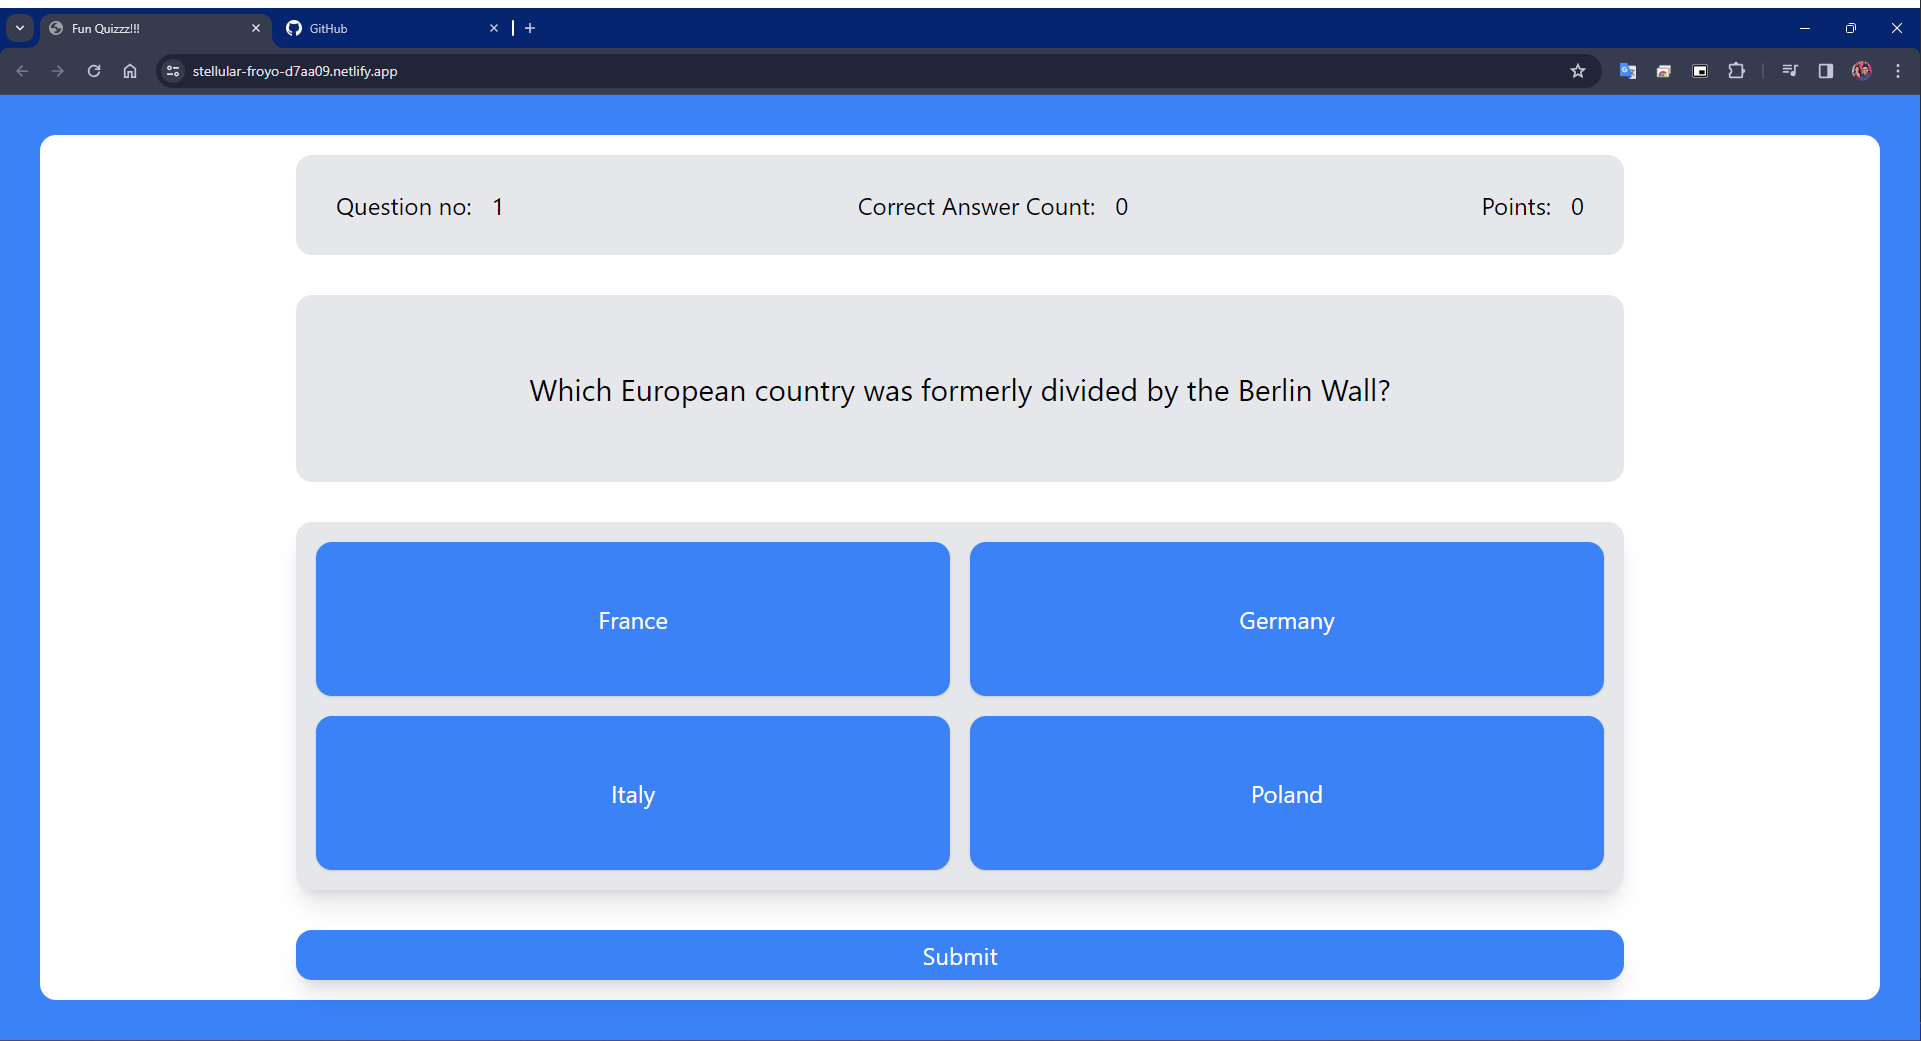 Fun Quizzz!!!
GitHub
stellular-froyo-d7aa09.netlify.app
Question no: 1
Correct Answer Count: 0
Points: 0
Which European country was formerly divided by the Berlin Wall?
France
Germany
Italy
Poland
Submit